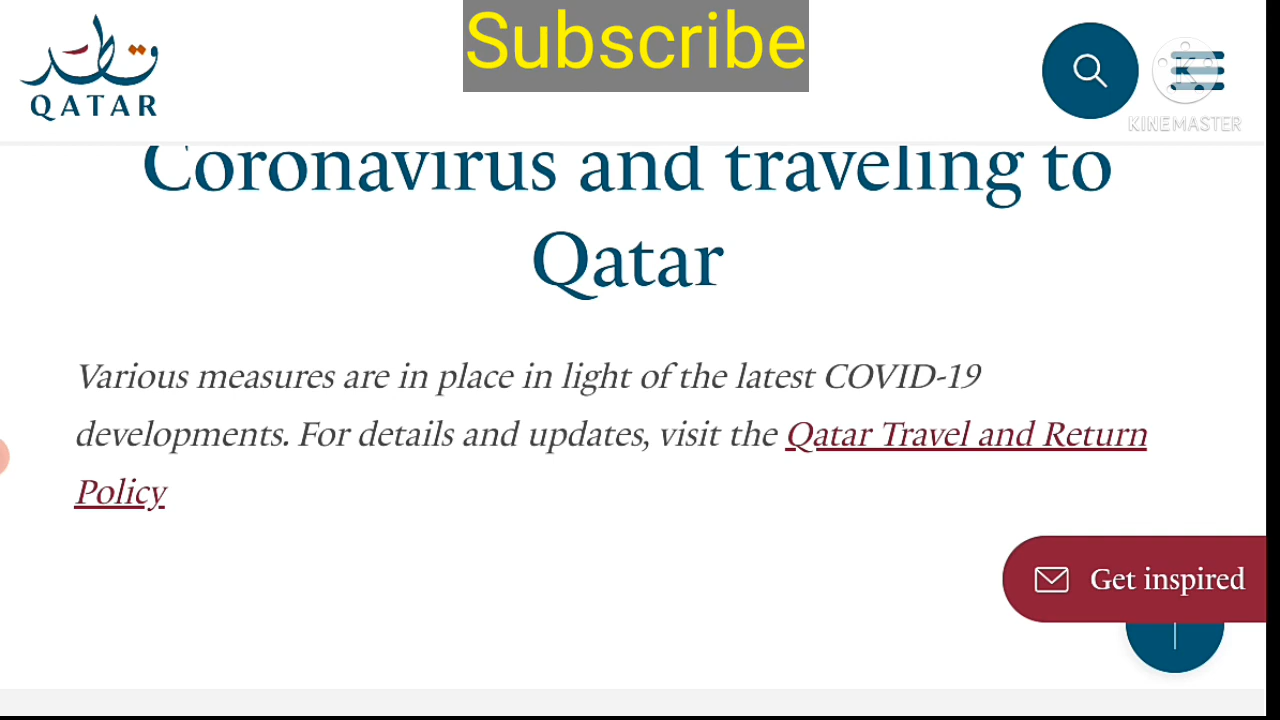 Subscribe
قطر
QATAR
KINEMASTER
Coronavirus and traveling to
Qatar
Various measures are in place in light of the latest COVID-19
developments. For details and updates, visit the Qatar Travel and Return
Policy
Get inspired